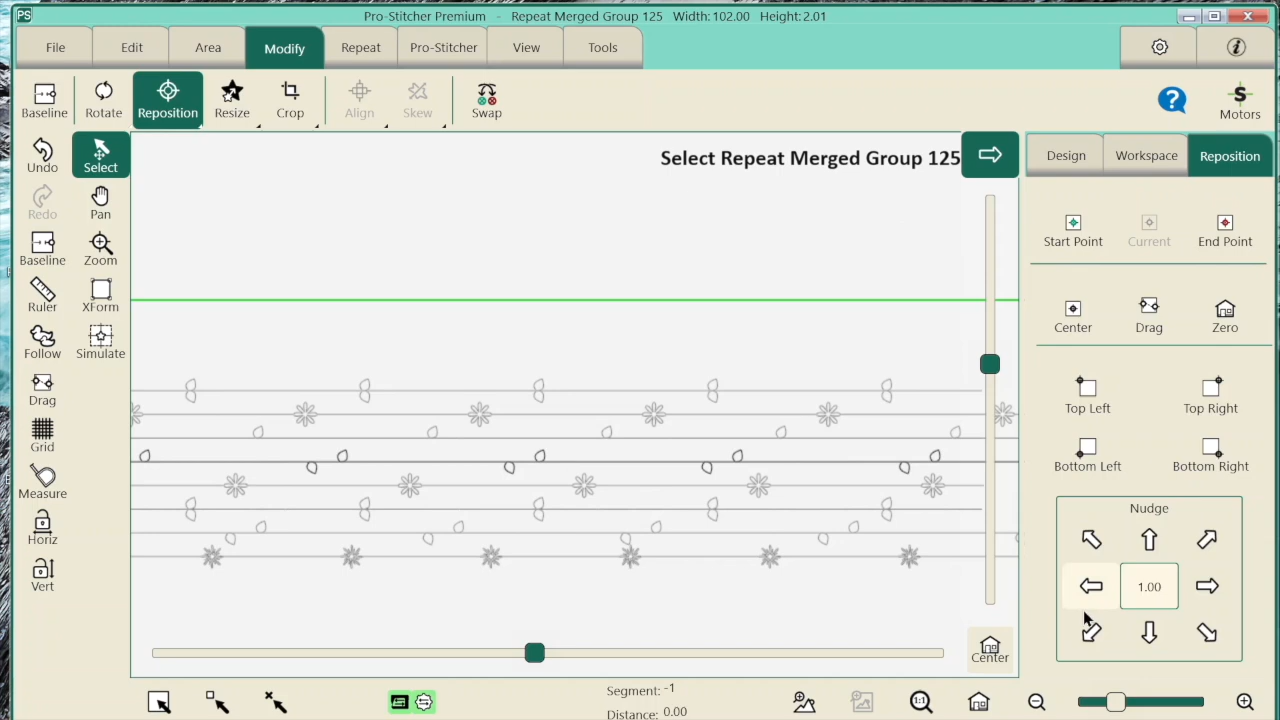 PS
Pro-Stitcher Premium - Repeat Merged Group 125 Width:102.00 Height:2.01
File Edit Area Modify Repeat Pro-Stitcher View Tools
Baseline Rotate Reposition Resize Crop Align Skew Swap Motors
Undo Select
Redo Pan
Baseline Zoom
Ruler XForm
Follow Simulate
Drag
Grid
Measure
Horiz
Vert
Select Repeat Merged Group 125
Center
Design Workspace Reposition
Start Point Current End Point
Center Drag Zero
Top Left Top Right
Bottom Left Bottom Right
Nudge
1.00
Segment: -1
Distance: 0.00
1:1